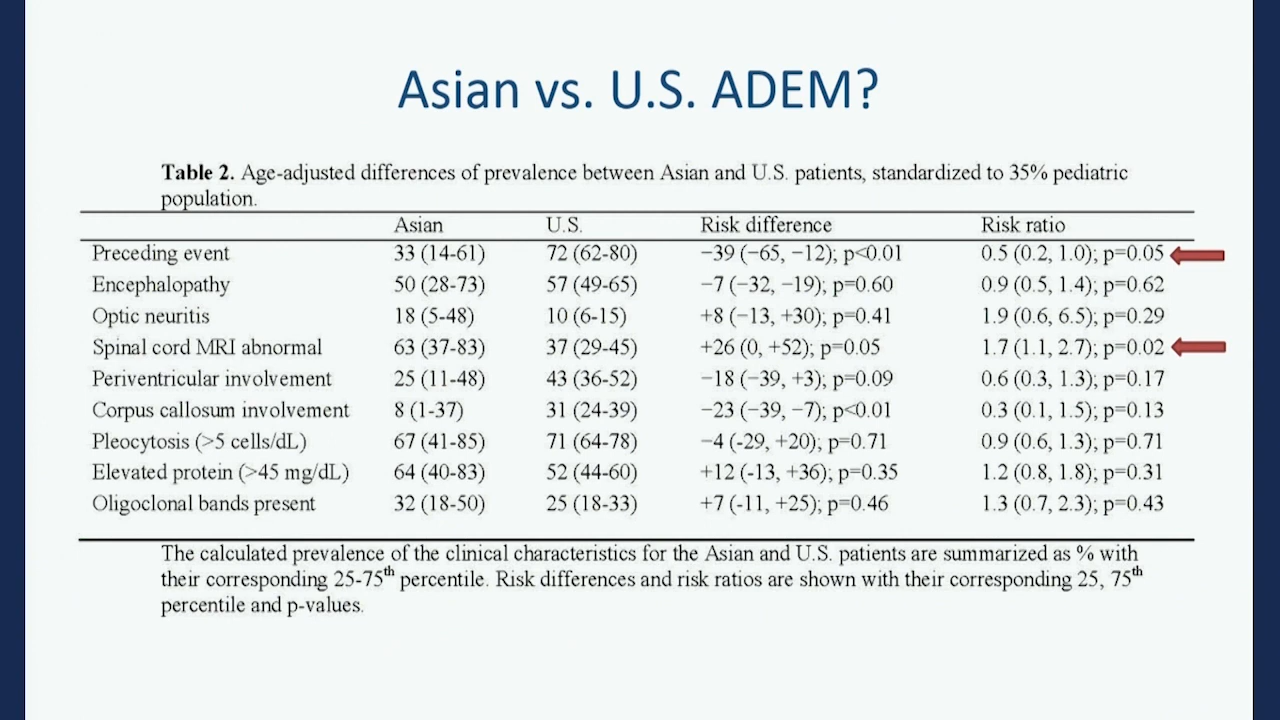 Asian vs. U.S. ADEM?
Table 2. Age-adjusted differences of prevalence between Asian and U.S. patients, standardized to 35% pediatric
population.
Asian U.S. Risk difference Risk ratio
Preceding event 33 (14-61) 72 (62-80) −39 (−65, −12); p<0.01 0.5 (0.2, 1.0); p=0.05
Encephalopathy 50 (28-73) 57 (49-65) −7 (−32, −19); p=0.60 0.9 (0.5, 1.4); p=0.62
Optic neuritis 18 (5-48) 10 (6-15) +8 (−13, +30); p=0.41 1.9 (0.6, 6.5); p=0.29
Spinal cord MRI abnormal 63 (37-83) 37 (29-45) +26 (0, +52); p=0.05 1.7 (1.1, 2.7); p=0.02
Periventricular involvement 25 (11-48) 43 (36-52) −18 (−39, +3); p=0.09 0.6 (0.3, 1.3); p=0.17
Corpus callosum involvement 8 (1-37) 31 (24-39) −23 (−39, −7); p<0.01 0.3 (0.1, 1.5); p=0.13
Pleocytosis (>5 cells/dL) 67 (41-85) 71 (64-78) −4 (-29, +20); p=0.71 0.9 (0.6, 1.3); p=0.71
Elevated protein (>45 mg/dL) 64 (40-83) 52 (44-60) +12 (-13, +36); p=0.35 1.2 (0.8, 1.8); p=0.31
Oligoclonal bands present 32 (18-50) 25 (18-33) +7 (-11, +25); p=0.46 1.3 (0.7, 2.3); p=0.43
The calculated prevalence of the clinical characteristics for the Asian and U.S. patients are summarized as % with
their corresponding 25-75th percentile. Risk differences and risk ratios are shown with their corresponding 25, 75th
percentile and p-values.